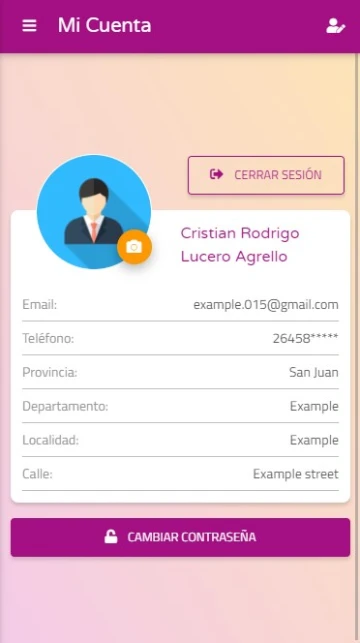 Mi Cuenta
CERRAR SESIÓN
Cristian Rodrigo
Lucero Agrello
Email: example.015@gmail.com
Teléfono: 26458*****
Provincia: San Juan
Departamento: Example
Localidad: Example
Calle: Example street
CAMBIAR CONTRASEÑA